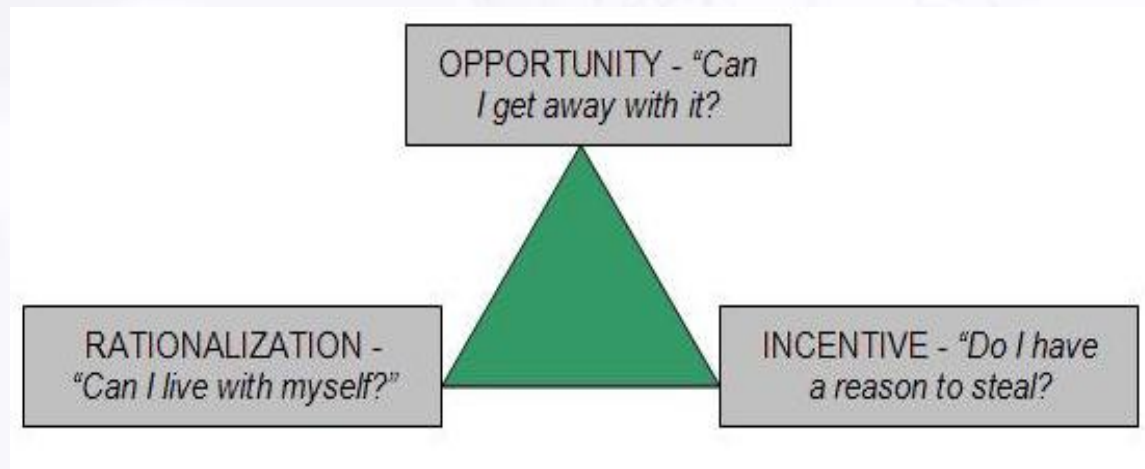 OPPORTUNITY - “Can
I get away with it?
RATIONALIZATION -
“Can I live with myself?”
INCENTIVE - “Do I have
a reason to steal?